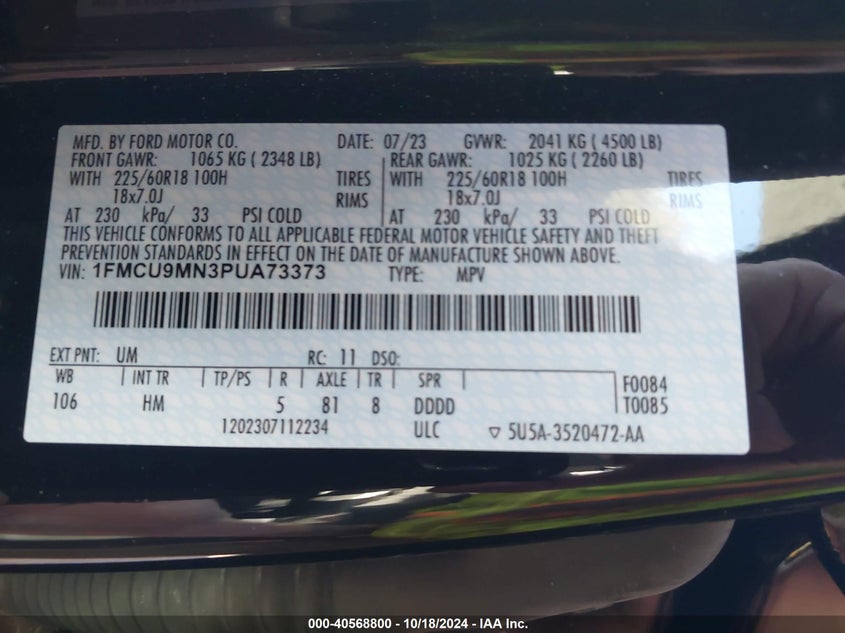 MFD. BY FORD MOTOR CO. DATE: 07/23 GVWR: 2041 KG ( 4500 LB)
FRONT GAWR: 1065 KG ( 2348 LB) REAR GAWR: 1025 KG ( 2260 LB)
WITH 225/60R18 100H TIRES WITH 225/60R18 100H TIRES
18x7.0J RIMS 18x7.0J RIMS
AT 230 kPa/ 33 PSI COLD AT 230 kPa/ 33 PSI COLD
THIS VEHICLE CONFORMS TO ALL APPLICABLE FEDERAL MOTOR VEHICLE SAFETY AND THEFT
PREVENTION STANDARDS IN EFFECT ON THE DATE OF MANUFACTURE SHOWN ABOVE.
VIN: 1FMCU9MN3PUA73373 TYPE: MPV
EXT PNT: UM RC: 11 DSO:
WB INT TR TP/PS R AXLE TR SPR F0084
106 HM 5 81 8 DDDD T0085
1202307112234 ULC ▽ 5U5A-3520472-AA
000-40568800 - 10/18/2024 - IAA Inc.